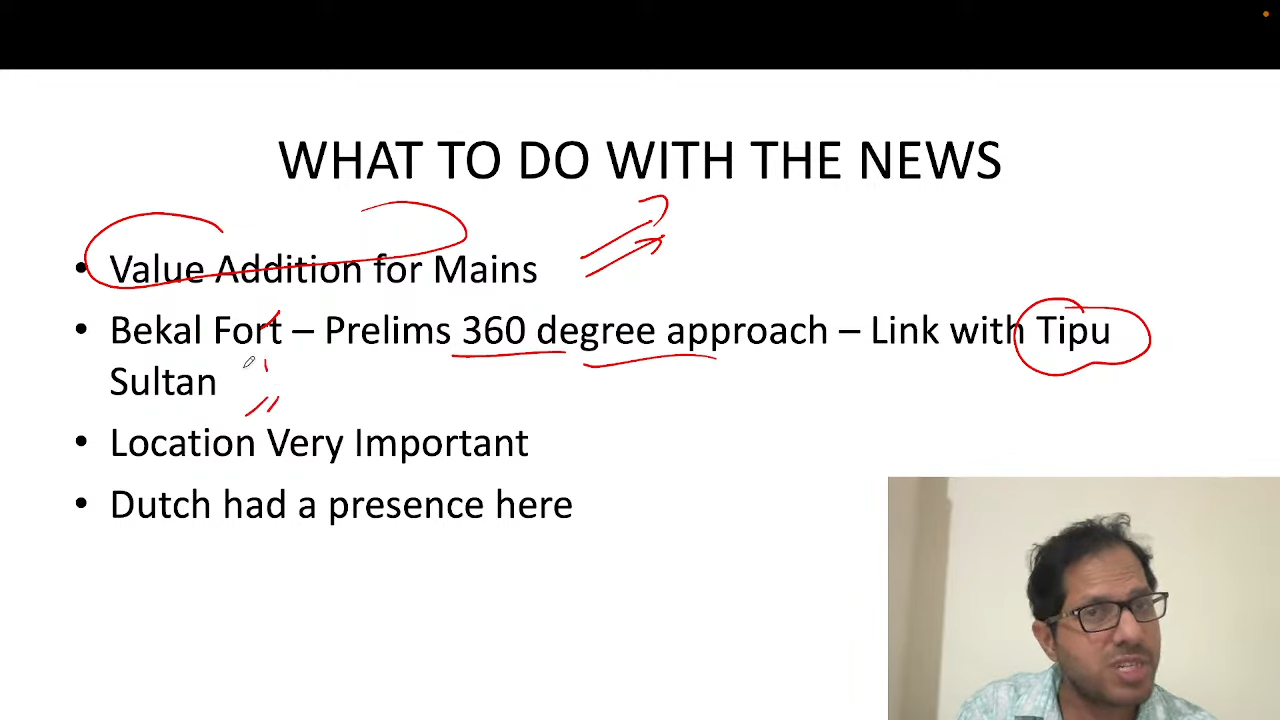 WHAT TO DO WITH THE NEWS
• Value Addition for Mains
• Bekal Fort – Prelims 360 degree approach – Link with Tipu
Sultan
• Location Very Important
• Dutch had a presence here